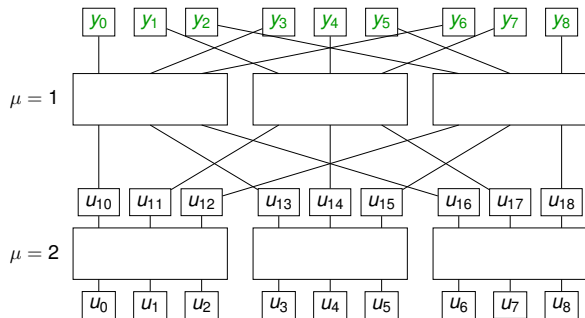 y0 y1 y2 y3 y4 y5 y6 y7 y8
μ = 1
u10 u11 u12 u13 u14 u15 u16 u17 u18
μ = 2
u0 u1 u2 u3 u4 u5 u6 u7 u8